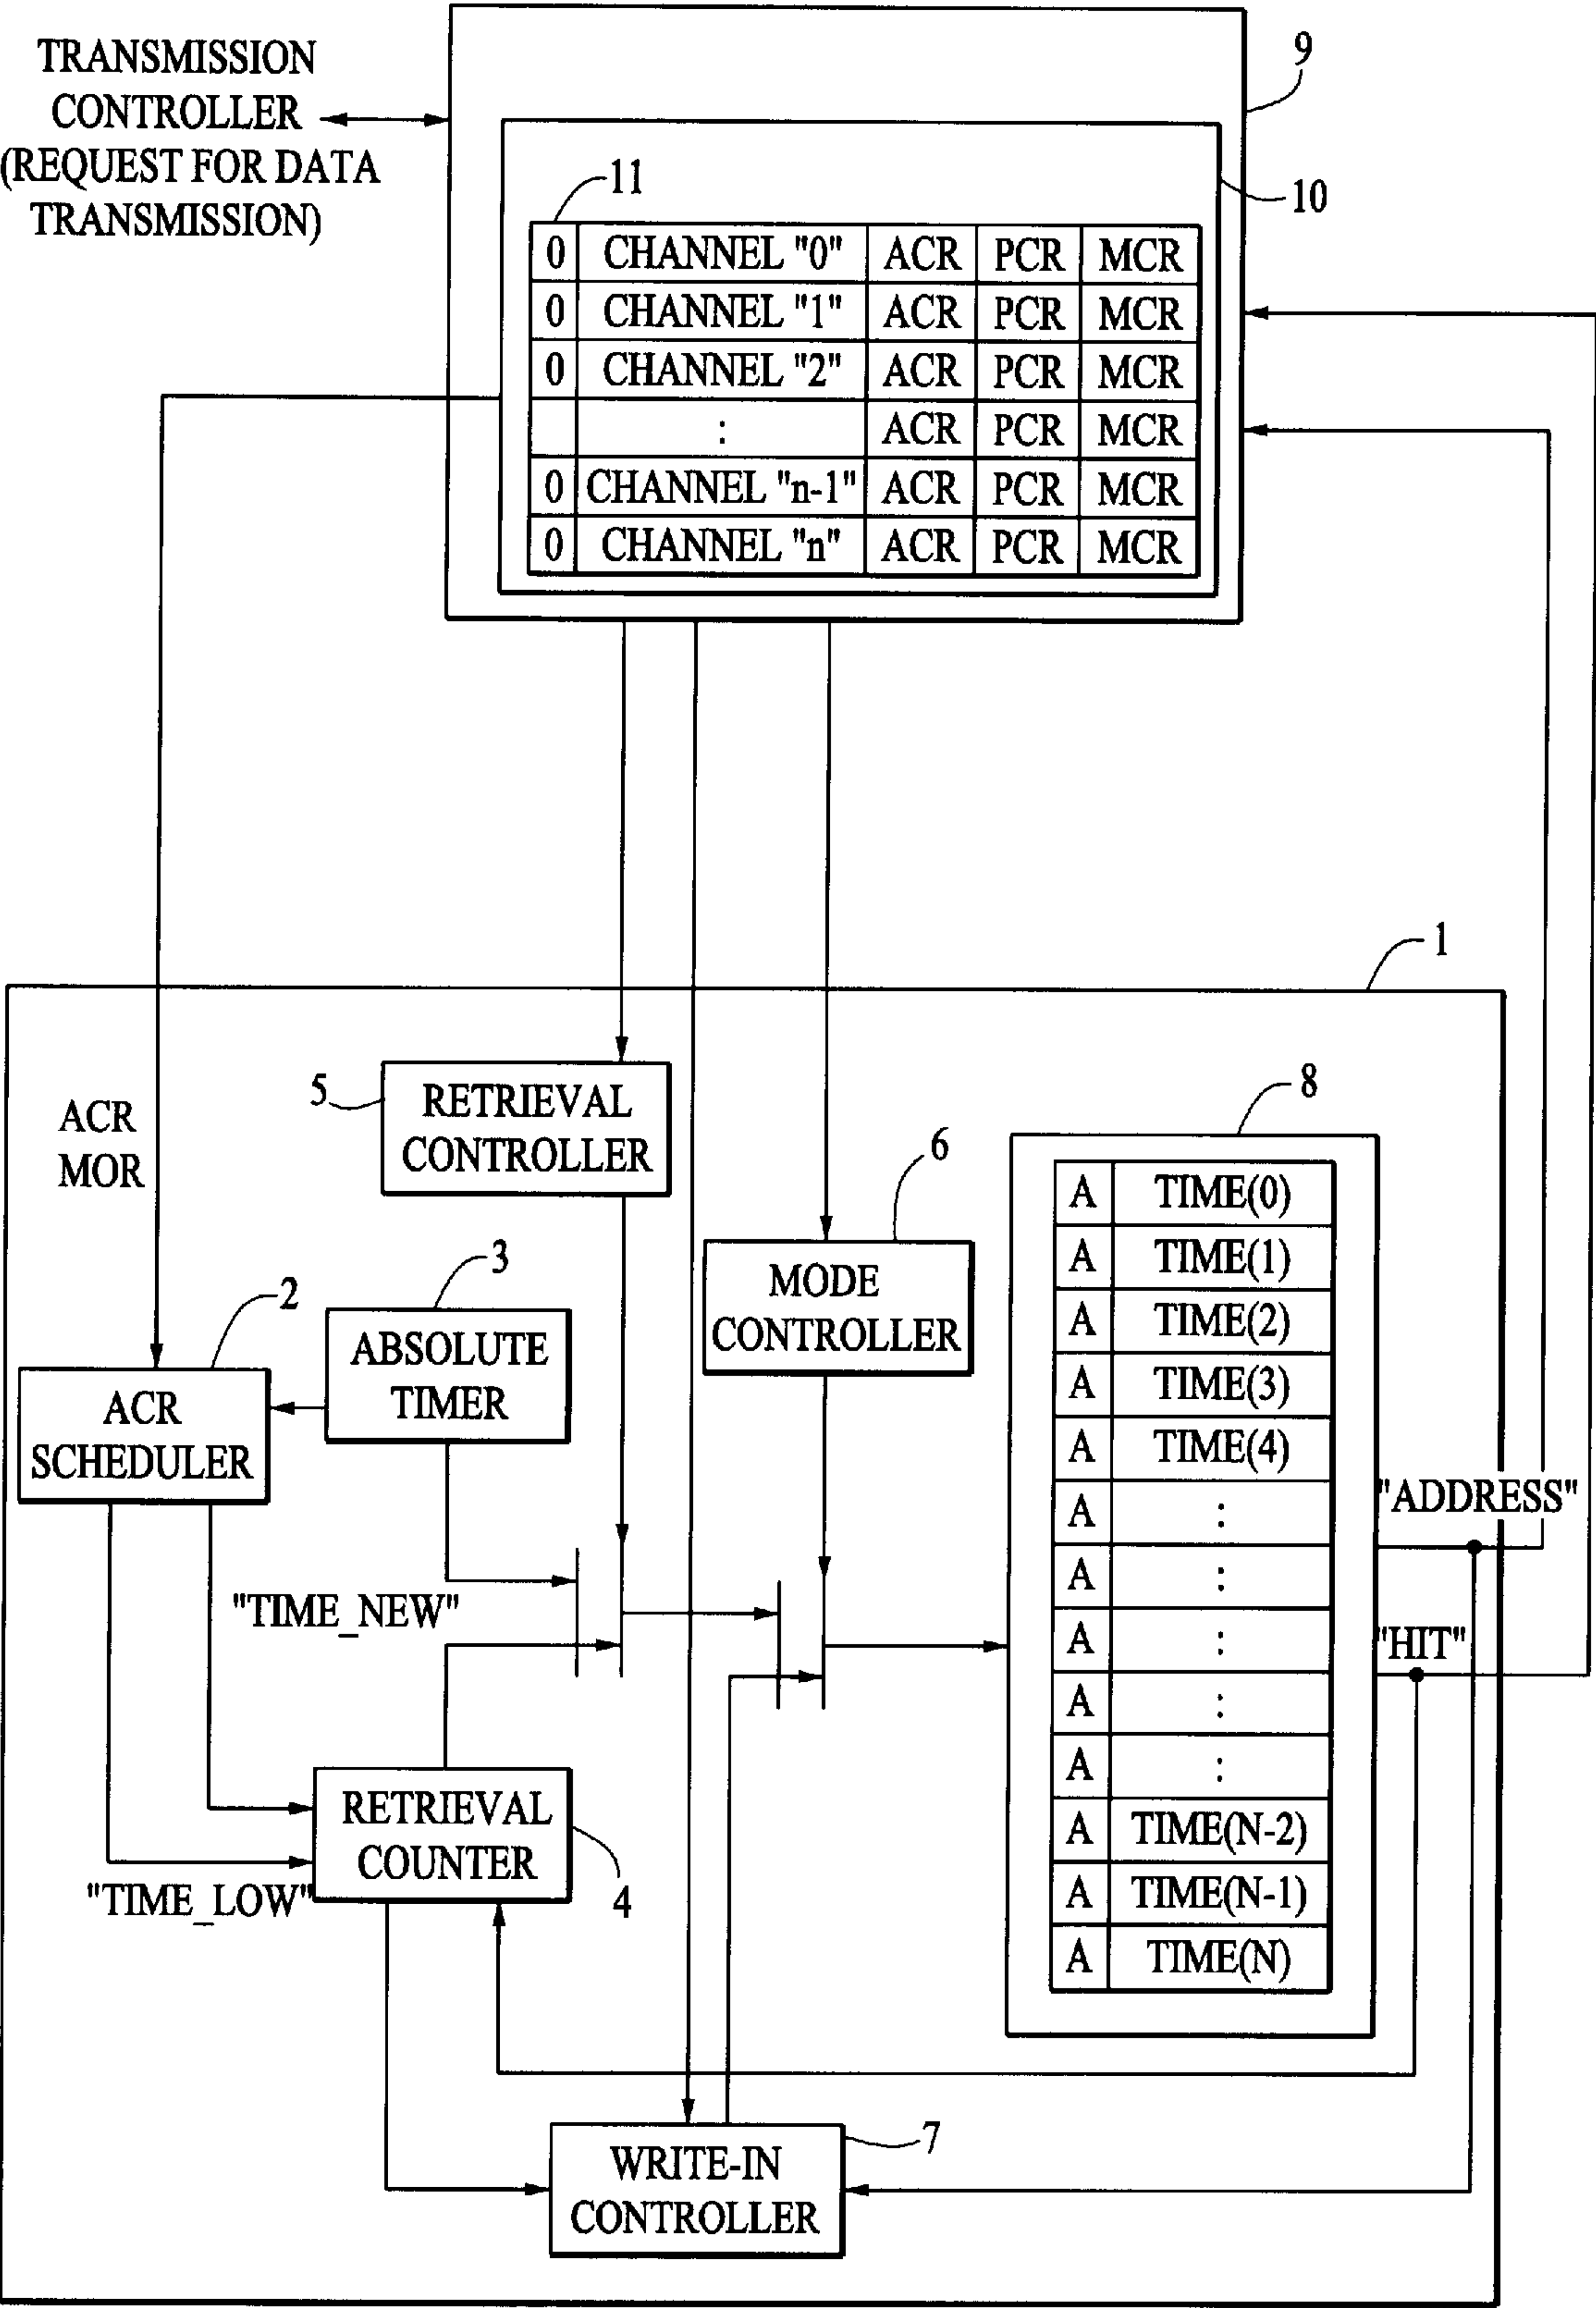 TRANSMISSION
CONTROLLER
(REQUEST FOR DATA
TRANSMISSION)
9
10
11
0 CHANNEL "0" ACR PCR MCR
0 CHANNEL "1" ACR PCR MCR
0 CHANNEL "2" ACR PCR MCR
: ACR PCR MCR
0 CHANNEL "n-1" ACR PCR MCR
0 CHANNEL "n" ACR PCR MCR
1
ACR
MOR
5
RETRIEVAL
CONTROLLER
6
MODE
CONTROLLER
3
ABSOLUTE
TIMER
2
ACR
SCHEDULER
8
A TIME(0)
A TIME(1)
A TIME(2)
A TIME(3)
A TIME(4)
A :
A :
A :
A :
A :
A TIME(N-2)
A TIME(N-1)
A TIME(N)
"ADDRESS"
"HIT"
"TIME_NEW"
RETRIEVAL
COUNTER
4
"TIME_LOW"
7
WRITE-IN
CONTROLLER